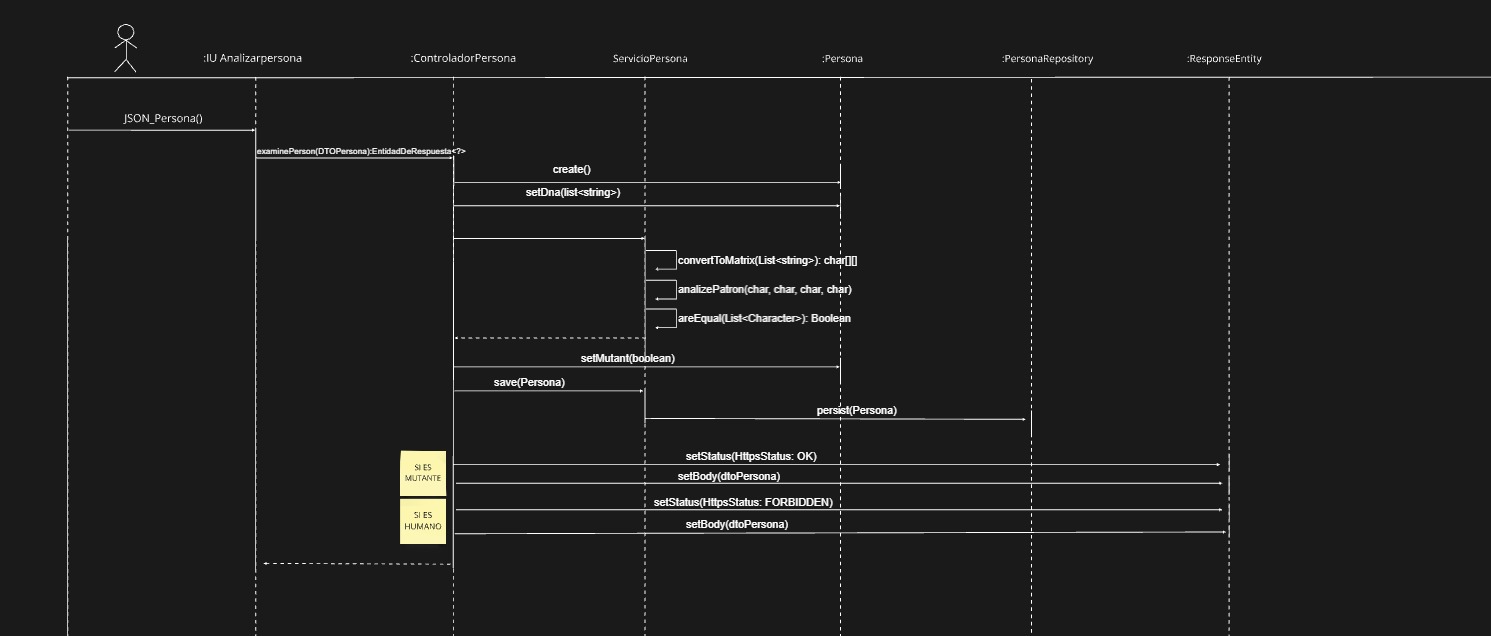 :IU Analizarpersona
:ControladorPersona
ServicioPersona
:Persona
:PersonaRepository
:ResponseEntity
JSON_Persona()
examinePerson(DTOPersona):EntidadDeRespuesta<?>
create()
setDna(list<string>)
convertToMatrix(List<string>): char[][]
analizePatron(char, char, char, char)
areEqual(List<Character>): Boolean
setMutant(boolean)
save(Persona)
persist(Persona)
SI ES
MUTANTE
setStatus(HttpsStatus: OK)
setBody(dtoPersona)
SI ES
HUMANO
setStatus(HttpsStatus: FORBIDDEN)
setBody(dtoPersona)